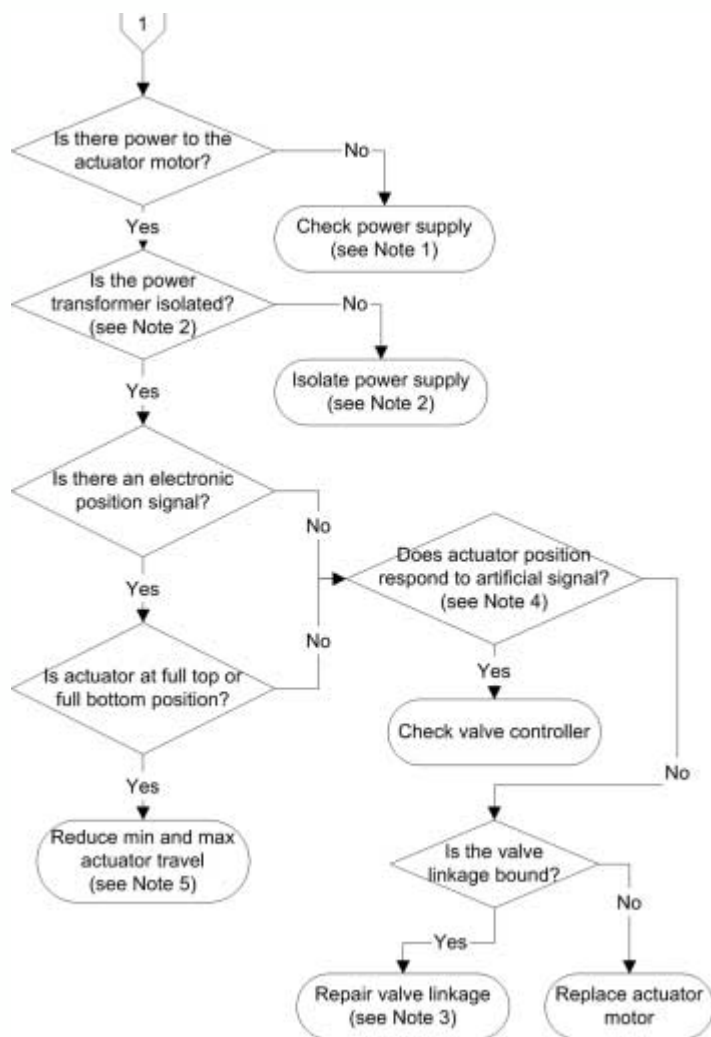 1
Is there power to the
actuator motor?
No
Check power supply
(see Note 1)
Yes
Is the power
transformer isolated?
(see Note 2)
No
Isolate power supply
(see Note 2)
Yes
Is there an electronic
position signal?
No
Does actuator position
respond to artificial signal?
(see Note 4)
Yes
No
Is actuator at full top or
full bottom position?
Yes
Check valve controller
No
Yes
Reduce min and max
actuator travel
(see Note 5)
Is the valve
linkage bound?
No
Yes
Repair valve linkage
(see Note 3)
Replace actuator
motor